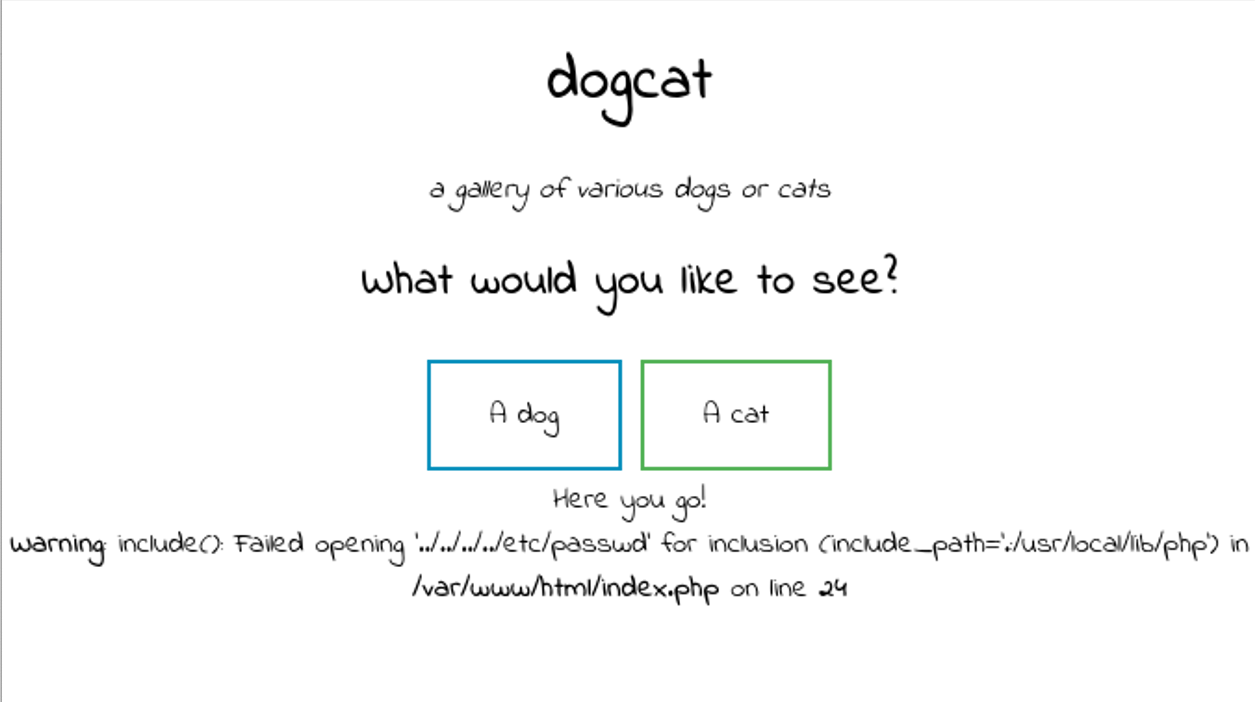 dogcat
a gallery of various dogs or cats
what would you like to see?
A dog A cat
Here you go!
Warning: include(): Failed opening '../../../../etc/passwd' for inclusion (include_path='.:/usr/local/lib/php') in
/var/www/html/index.php on line 24